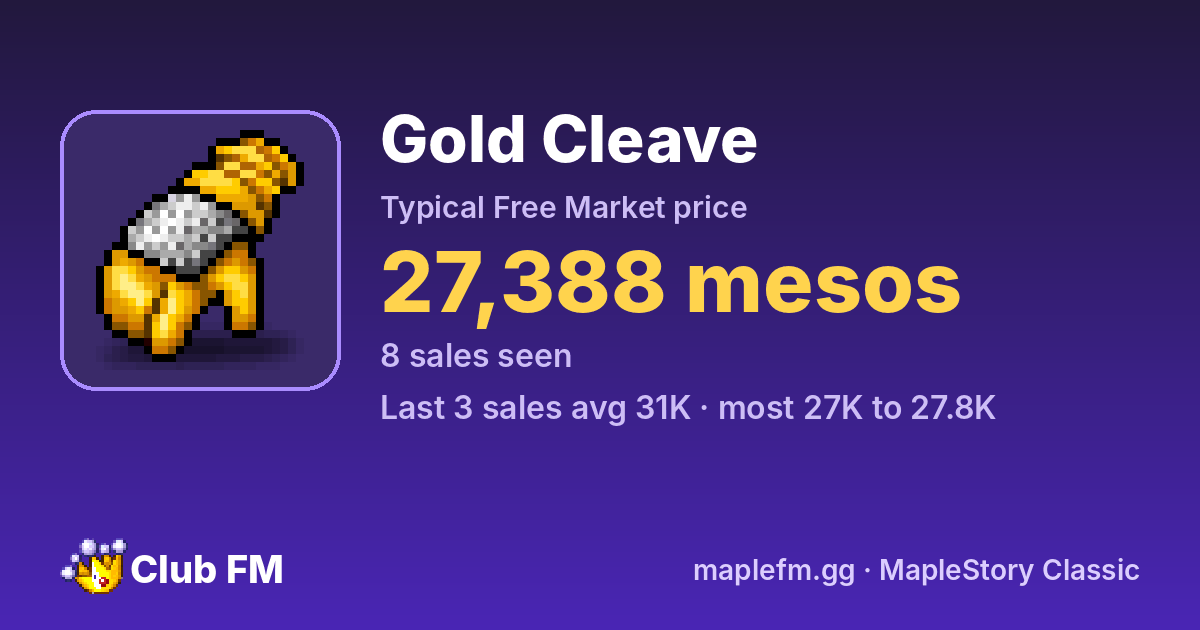 Gold Cleave
Typical Free Market price
27,388 mesos
8 sales seen
Last 3 sales avg 31K · most 27K to 27.8K
Club FM
maplefm.gg · MapleStory Classic